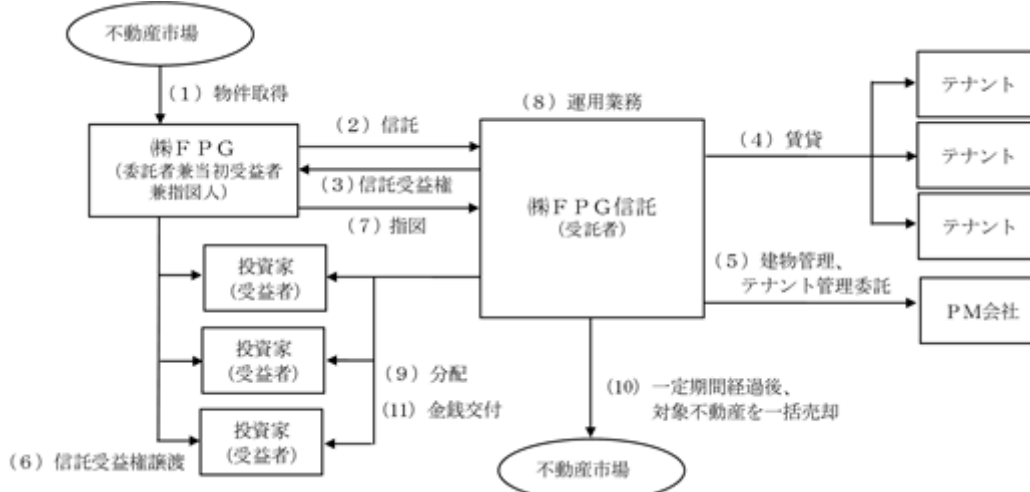 不動産市場
（１）物件取得
㈱ＦＰＧ
（委託者兼当初受益者
兼指図人）
（２）信託
（３）信託受益権
（７）指図
（８）運用業務
㈱ＦＰＧ信託
（受託者）
（４）賃貸
テナント
テナント
テナント
（５）建物管理、
テナント管理委託
ＰＭ会社
投資家
（受益者）
投資家
（受益者）
投資家
（受益者）
（９）分配
（11）金銭交付
（６）信託受益権譲渡
（10）一定期間経過後、
対象不動産を一括売却
不動産市場